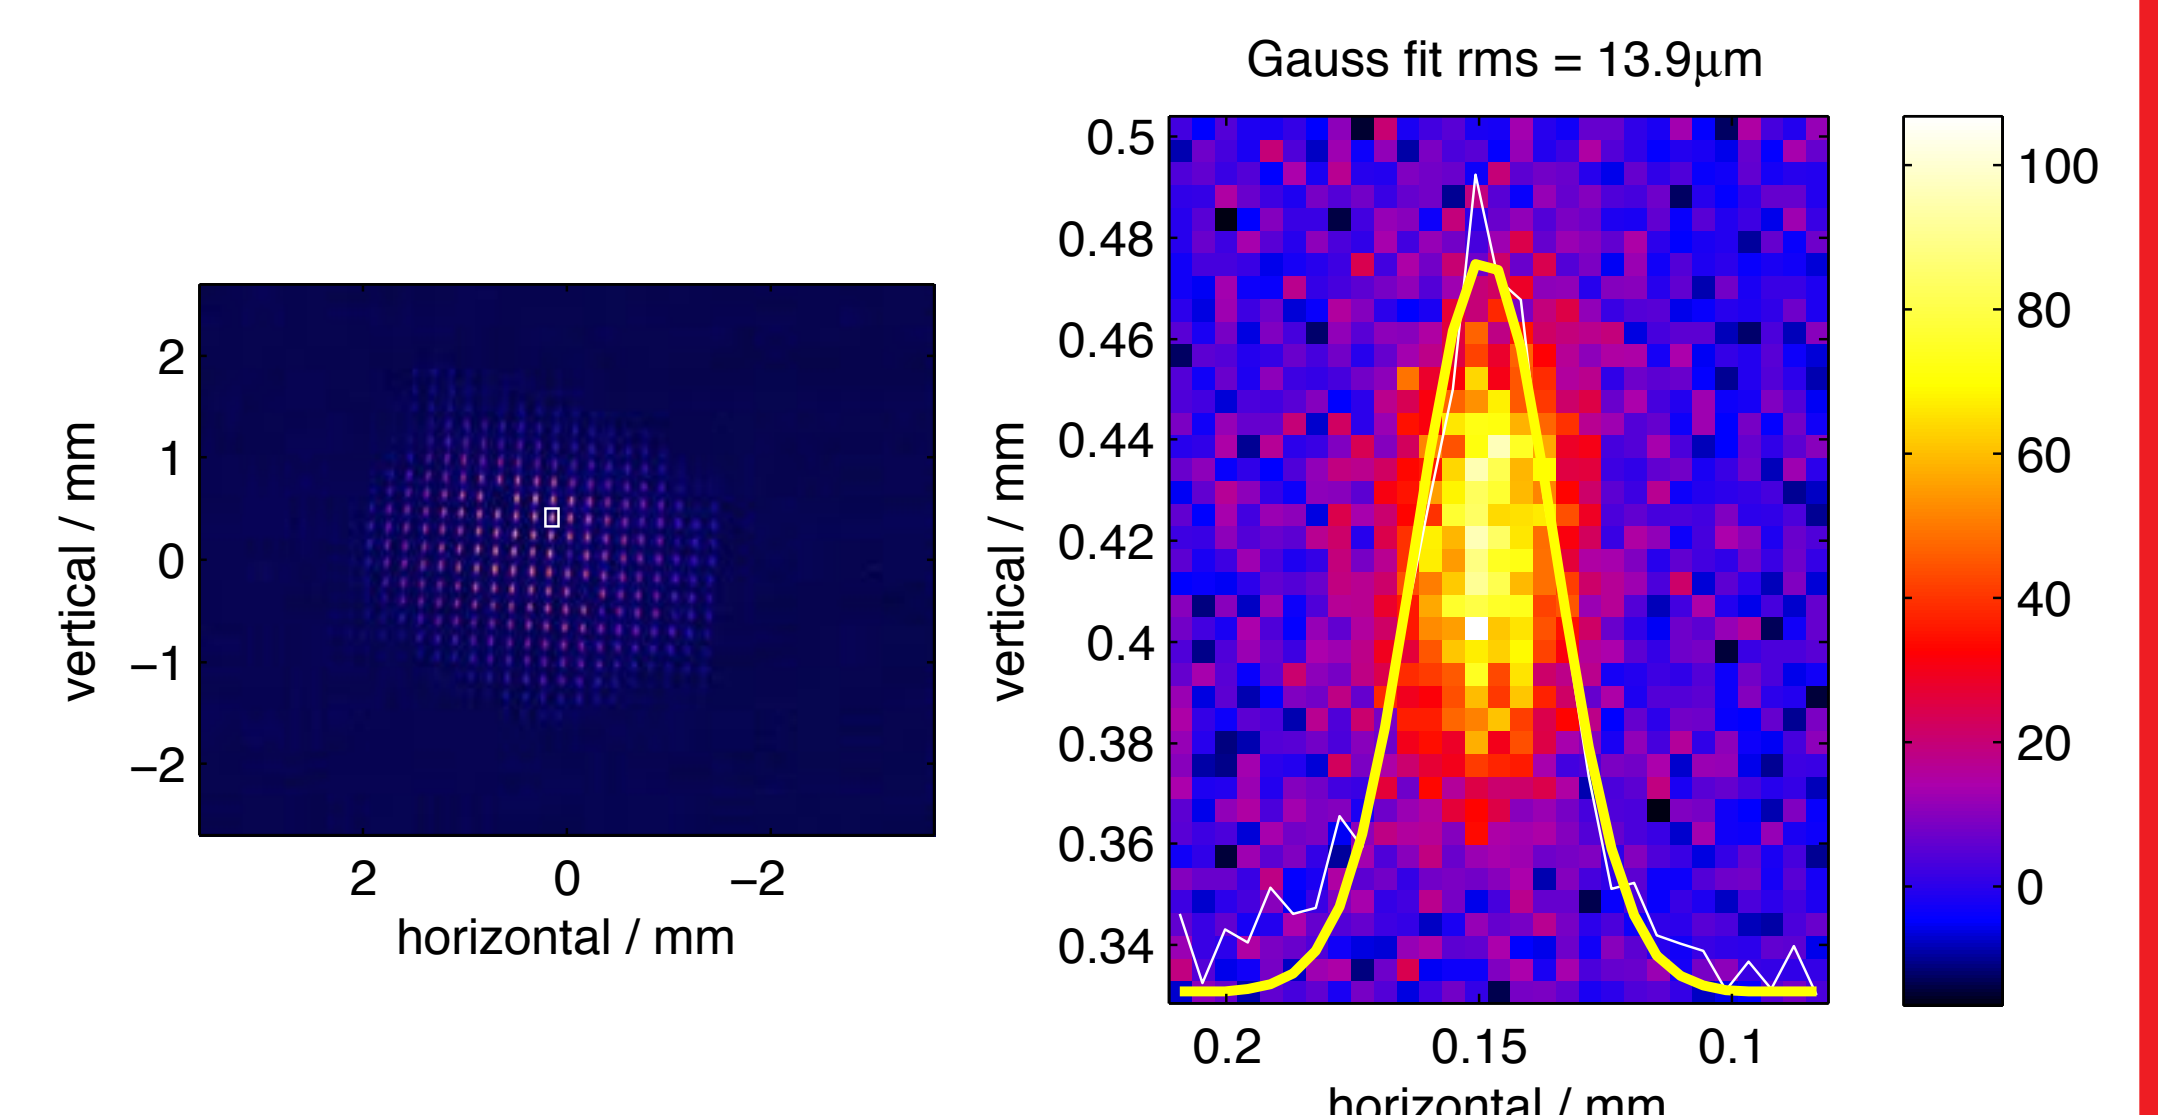 Gauss fit rms = 13.9μm
2
1
0
−1
−2
vertical / mm
2 0 −2
horizontal / mm
0.5
0.48
0.46
0.44
0.42
0.4
0.38
0.36
0.34
vertical / mm
0.2 0.15 0.1
horizontal / mm
100
80
60
40
20
0